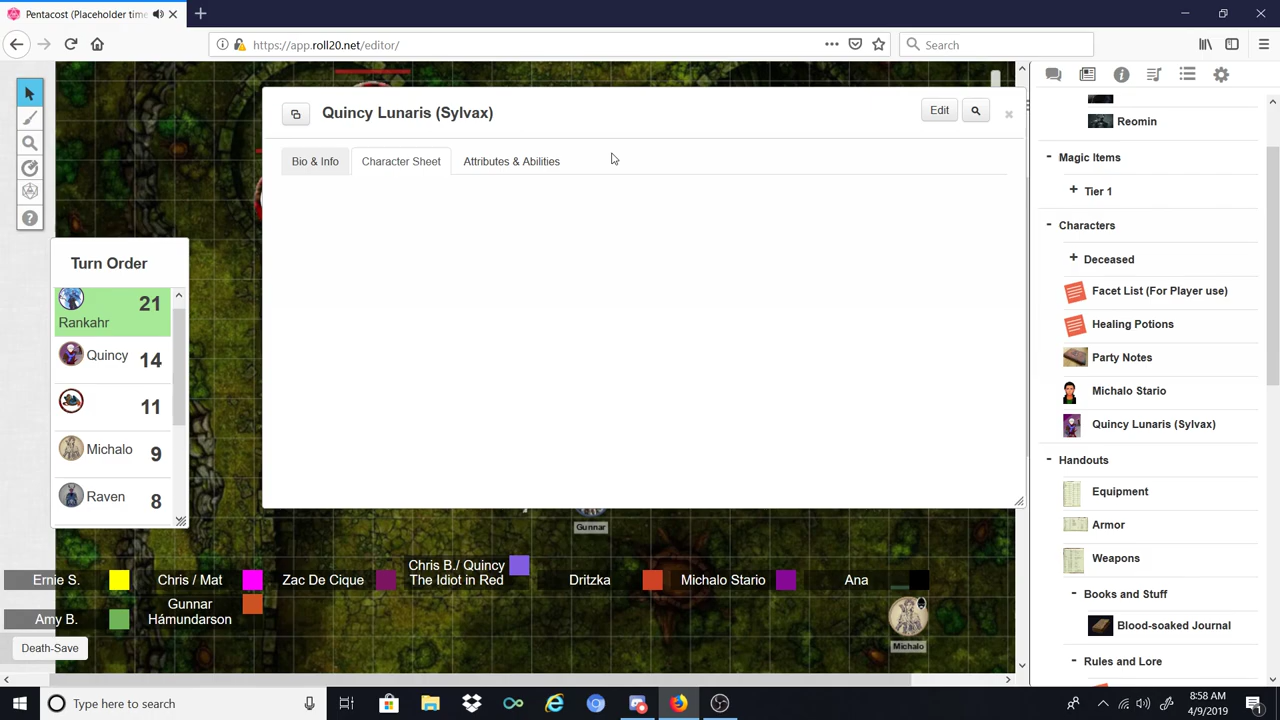 Pentacost (Placeholder time
https://app.roll20.net/editor/
Search
Quincy Lunaris (Sylvax)
Edit
Bio & Info
Character Sheet
Attributes & Abilities
Turn Order
21
Rankahr
Quincy
14
11
Michalo
9
Raven
8
Gunnar
Ernie S.
Chris / Mat
Zac De Cique
Chris B./ Quincy
The Idiot in Red
Dritzka
Michalo Stario
Ana
Amy B.
Gunnar
Hámundarson
Death-Save
Michalo
Reomin
Magic Items
Tier 1
Characters
Deceased
Facet List (For Player use)
Healing Potions
Party Notes
Michalo Stario
Quincy Lunaris (Sylvax)
Handouts
Equipment
Armor
Weapons
Books and Stuff
Blood-soaked Journal
Rules and Lore
Type here to search
8:58 AM
4/9/2019
1